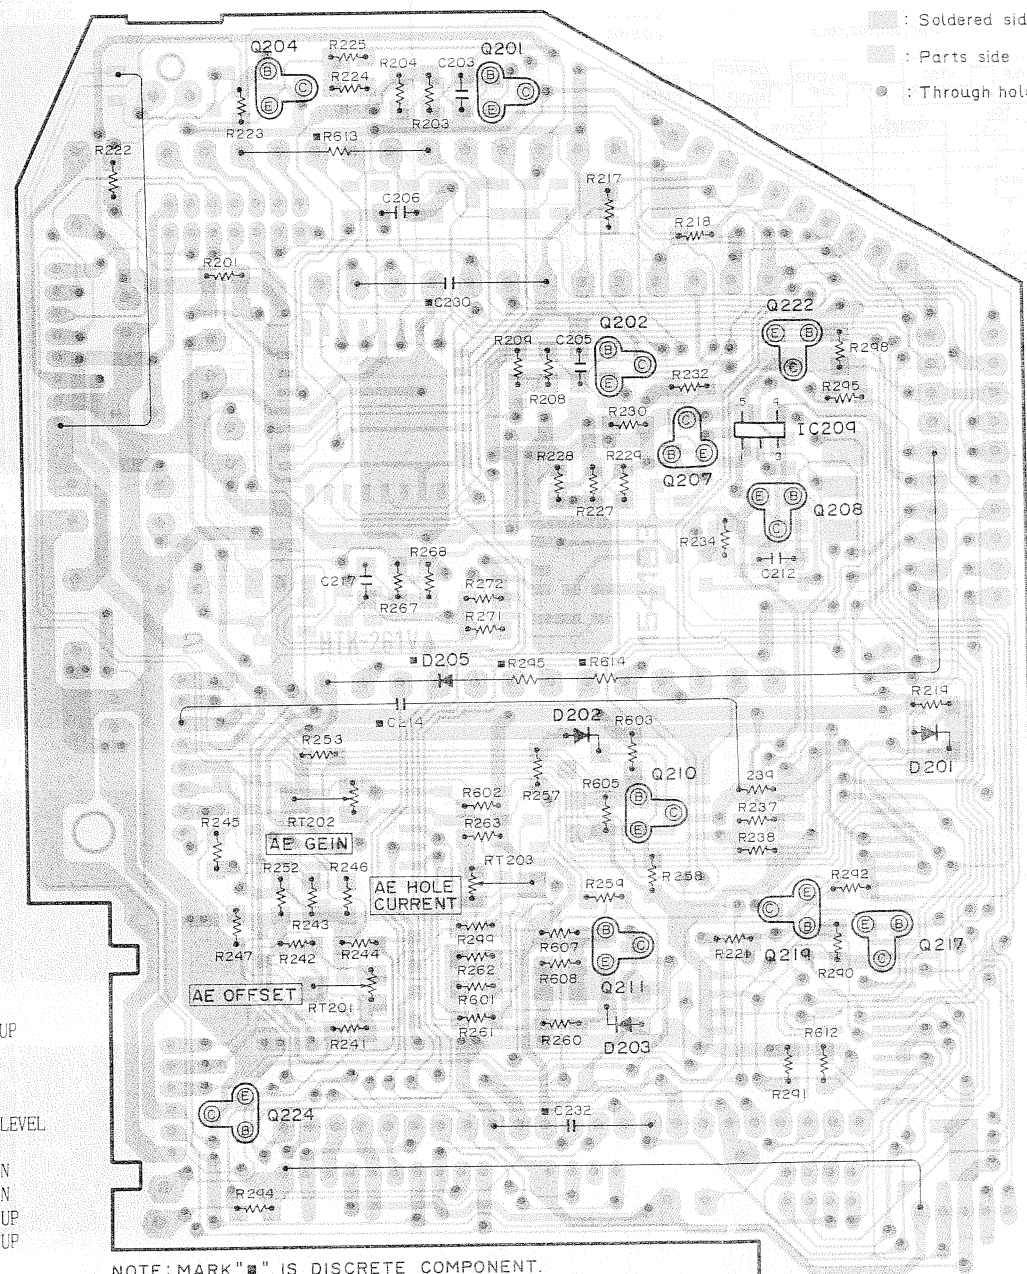 : Soldered sid
: Parts side
: Through hole
Q204
R225
R224
R204
C203
Q201
R223
R203
■R613
R222
C206
R217
R218
R201
■C230
Q202
Q222
R209
C205
R298
R208
R232
R295
R230
5 4
IC209
R228
R229
Q207
R227
Q208
R234
C212
C217
R268
R267
R272
R271
HTK-261VA
■D205
■R295
■R614
■C214
D202
R603
R219
D201
R253
R257
R602
R605
Q210
239
R237
R238
RT202
R245
R263
AE GEIN
RT203
R258
R252
R246
AE HOLE
CURRENT
R259
R292
R243
R247
R242
R244
R299
R607
R262
R608
Q211
R221
Q219
R290
Q217
AE OFFSET
RT201
R601
R241
R261
R260
D203
R612
R291
UP
Q224
■C232
LEVEL
N
N
UP
UP
R294
NOTE: MARK "■" IS DISCRETE COMPONENT.